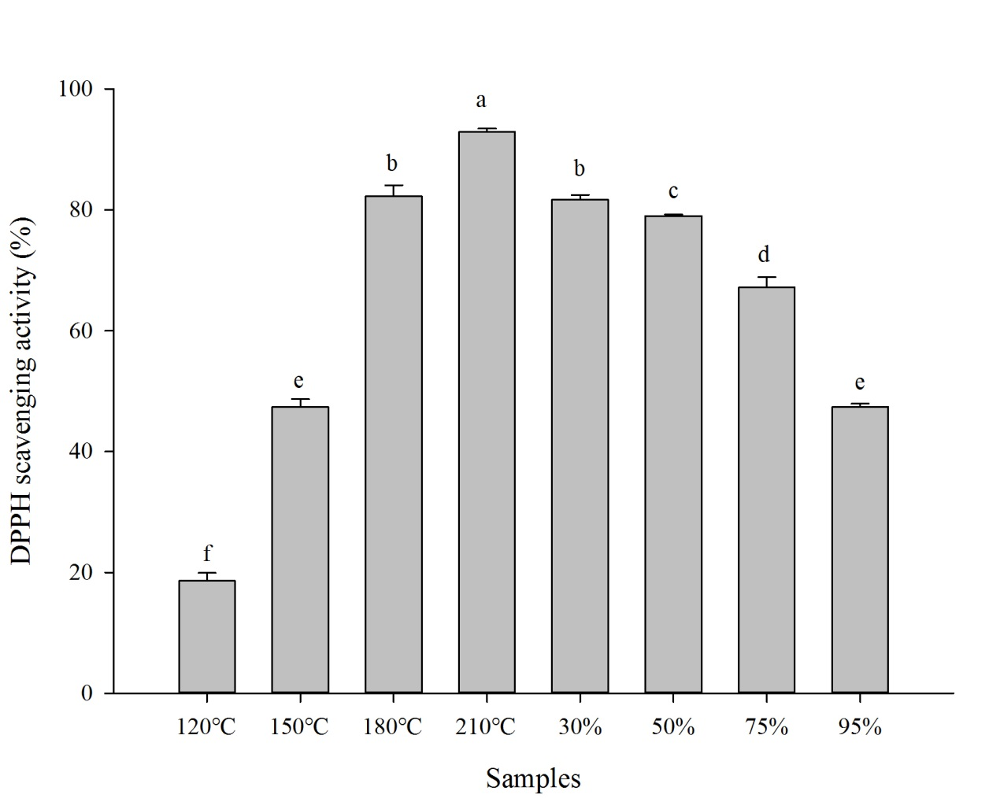 DPPH scavenging activity (%)
100
80
60
40
20
0
f
e
b
a
b
c
d
e
120℃ 150℃ 180℃ 210℃ 30% 50% 75% 95%
Samples